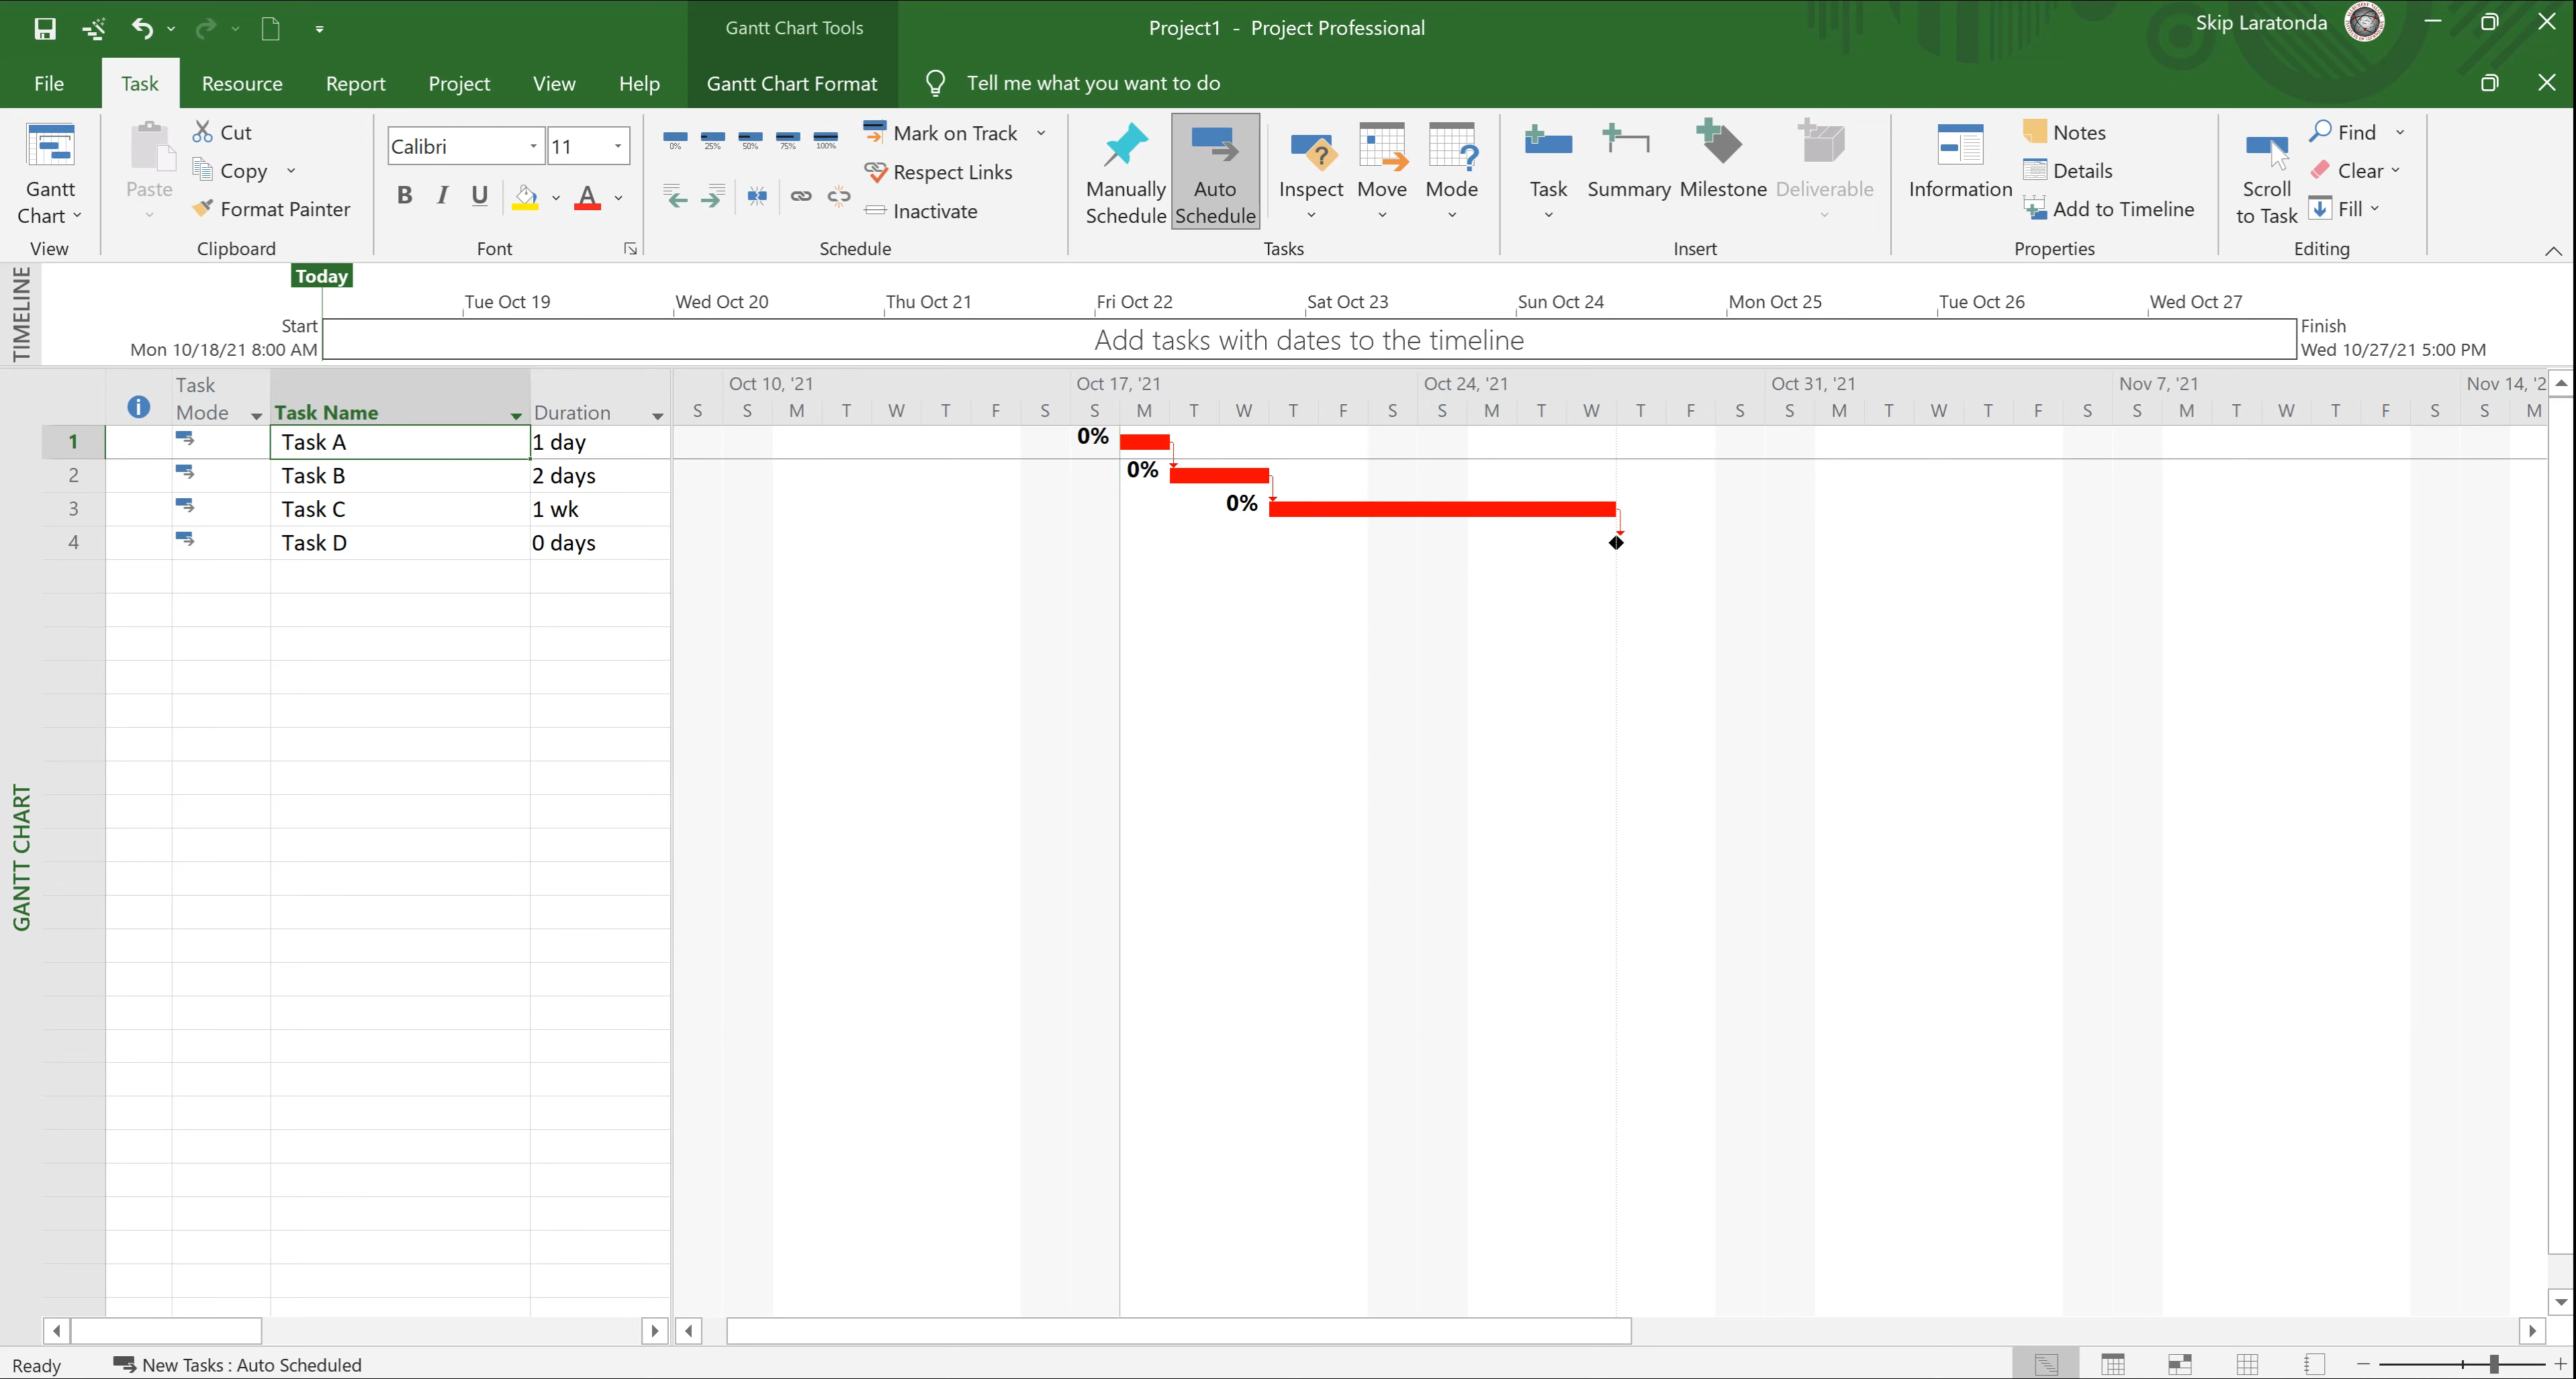 Gantt Chart Tools
Project1 - Project Professional
Skip Laratonda
File Task Resource Report Project View Help Gantt Chart Format Tell me what you want to do
Gantt
Chart
View
Paste
Cut
Copy
Format Painter
Clipboard
Calibri 11
B I U A
Font
0% 25% 50% 75% 100%
Mark on Track
Respect Links
Inactivate
Schedule
Manually
Schedule
Auto
Schedule
Inspect
Move
Mode
Tasks
Task
Summary
Milestone
Deliverable
Insert
Information
Notes
Details
Add to Timeline
Properties
Scroll
to Task
Find
Clear
Fill
Editing
TIMELINE
Today
Tue Oct 19 Wed Oct 20 Thu Oct 21 Fri Oct 22 Sat Oct 23 Sun Oct 24 Mon Oct 25 Tue Oct 26 Wed Oct 27
Start
Mon 10/18/21 8:00 AM
Add tasks with dates to the timeline
Finish
Wed 10/27/21 5:00 PM
GANTT CHART
Task
Mode
Task Name
Duration
Oct 10, '21 Oct 17, '21 Oct 24, '21 Oct 31, '21 Nov 7, '21 Nov 14, '2
S S M T W T F S S M T W T F S S M T W T F S S M T W T F S S M T W T F S S M
1 Task A 1 day 0%
2 Task B 2 days 0%
3 Task C 1 wk 0%
4 Task D 0 days
Ready New Tasks : Auto Scheduled